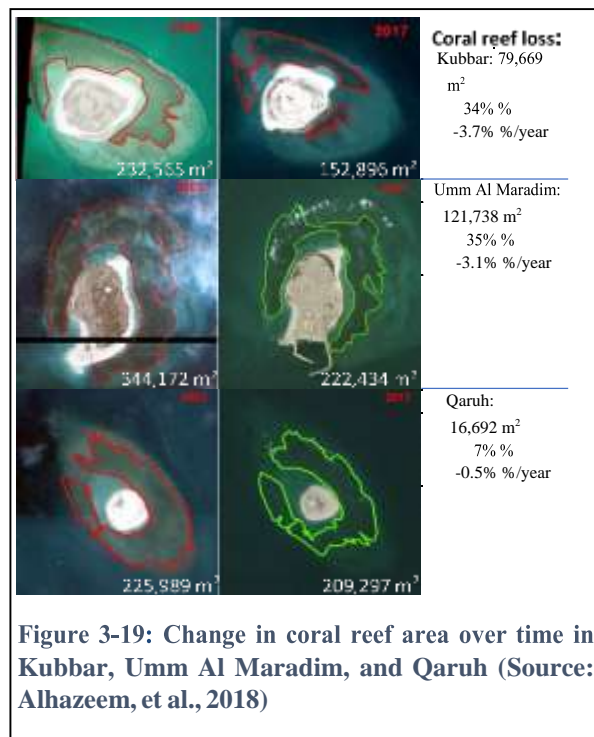 2017
Coral reef loss:
Kubbar: 79,669
m²
34% %
-3.7% %/year
232,565 m²
152,896 m²
Umm Al Maradim:
121,738 m²
35% %
-3.1% %/year
344,172 m²
222,434 m²
Qaruh:
16,692 m²
7% %
-0.5% %/year
2017
225,989 m²
209,297 m²
Figure 3-19: Change in coral reef area over time in
Kubbar, Umm Al Maradim, and Qaruh (Source:
Alhazeem, et al., 2018)